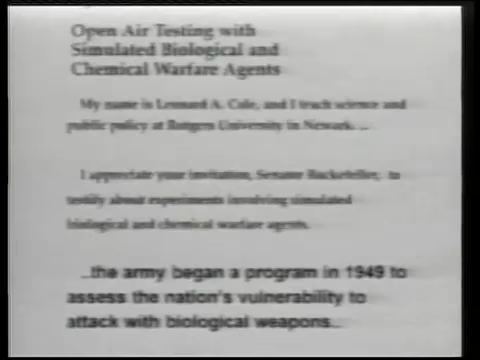 Open Air Testing with
Simulated Biological and
Chemical Warfare Agents
My name is Leonard A. Cole, and I teach science and
public policy at Rutgers University in Newark. ...
I appreciate your invitation, Senator Rockefeller, to
testify about experiments involving simulated
biological and chemical warfare agents.
...the army began a program in 1949 to
assess the nation's vulnerability to
attack with biological weapons...